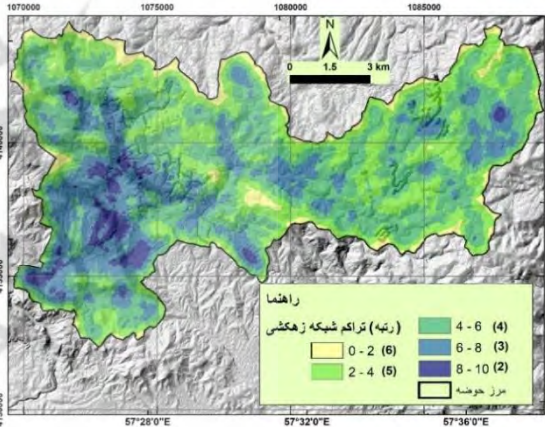 1070000 1075000 1080000 1085000
N
0 1.5 3 km
راهنما
(رتبه) تراکم شبکه زهکشی
0 - 2 (6)
2 - 4 (5)
4 - 6 (4)
6 - 8 (3)
8 - 10 (2)
مرز حوضه
57°28'0"E 57°32'0"E 57°36'0"E